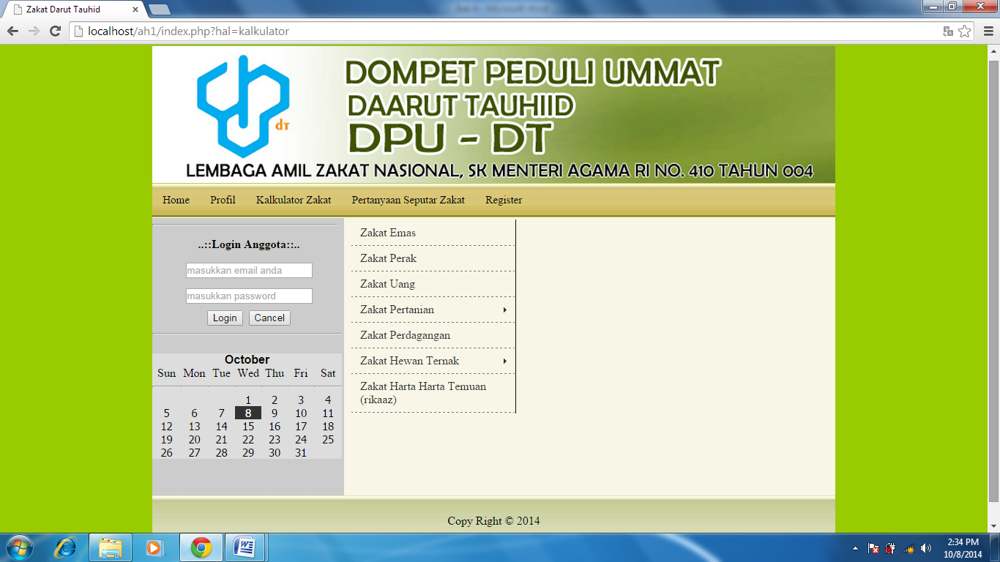 Zakat Darut Tauhid
localhost/ah1/index.php?hal=kalkulator
dT
DOMPET PEDULI UMMAT
DAARUT TAUHIID
DPU - DT
LEMBAGA AMIL ZAKAT NASIONAL, SK MENTERI AGAMA RI NO. 410 TAHUN 004
Home Profil Kalkulator Zakat Pertanyaan Seputar Zakat Register
..::Login Anggota::..
masukkan email anda
masukkan password
Login Cancel
October
Sun Mon Tue Wed Thu Fri Sat
1 2 3 4
5 6 7 8 9 10 11
12 13 14 15 16 17 18
19 20 21 22 23 24 25
26 27 28 29 30 31
Zakat Emas
Zakat Perak
Zakat Uang
Zakat Pertanian
Zakat Perdagangan
Zakat Hewan Ternak
Zakat Harta Harta Temuan
(rikaaz)
Copy Right © 2014
2:34 PM
10/8/2014